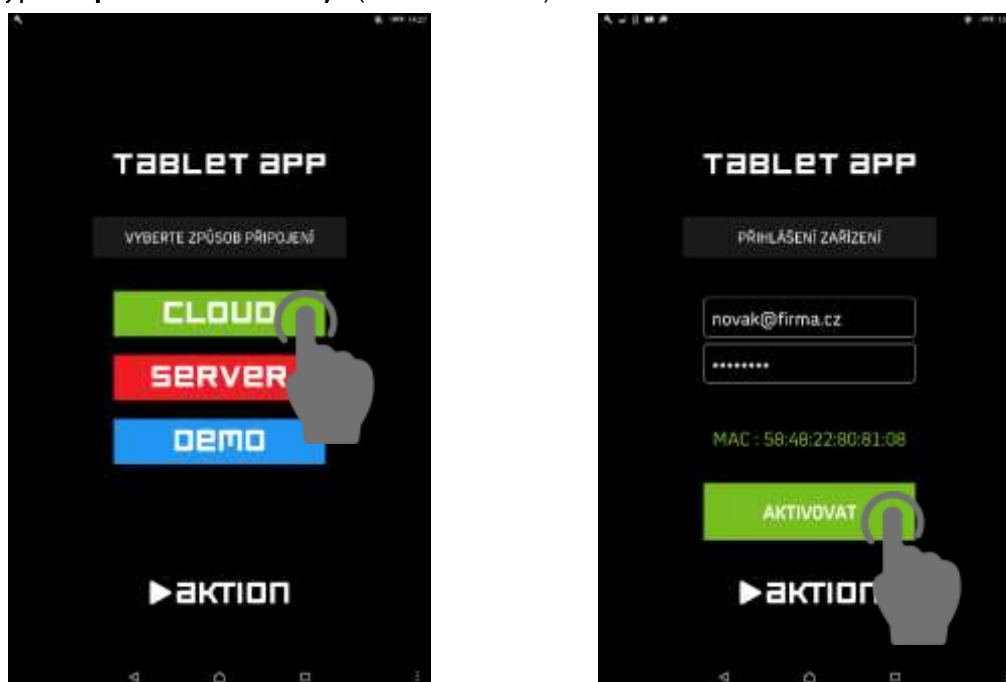 TABLET APP
VYBERTE ZPŮSOB PŘIPOJENÍ
CLOUD
SERVER
DEMO
AKTION
TABLET APP
PŘIHLÁŠENÍ ZAŘÍZENÍ
novak@firma.cz
••••••••
MAC : 58:48:22:80:81:08
AKTIVOVAT
AKTION